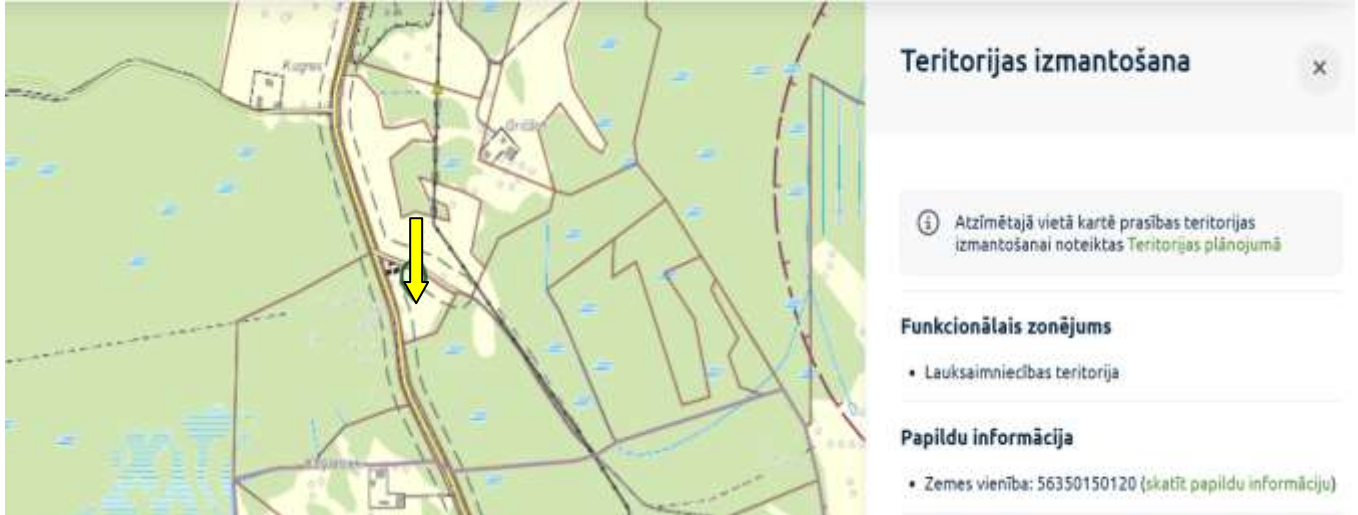 Kugres
Teritorijas izmantošana
Atzīmētajā vietā kartē prasības teritorijas
izmantošanai noteiktas Teritorijas plānojumā
Funkcionālais zonējums
• Lauksaimniecības teritorija
Papildu informācija
• Zemes vienība: 56350150120 (skatīt papildu informāciju)